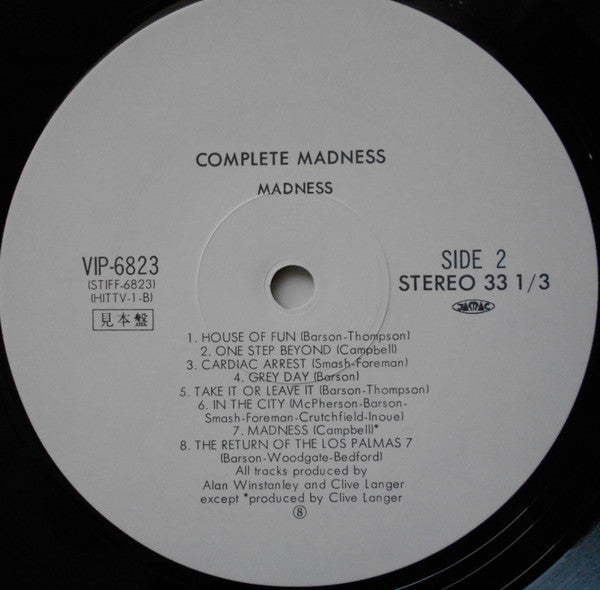 COMPLETE MADNESS
MADNESS
VIP-6823
(STIFF-6823)
(HITTV-1-B)
見本盤
SIDE 2
STEREO 33 1/3
JASRAC
1. HOUSE OF FUN (Barson-Thompson)
2. ONE STEP BEYOND (Campbell)
3. CARDIAC ARREST (Smash-Foreman)
4. GREY DAY (Barson)
5. TAKE IT OR LEAVE IT (Barson-Thompson)
6. IN THE CITY (McPherson-Barson-
Smash-Foreman-Crutchfield-Inoue)
7. MADNESS (Campbell)*
8. THE RETURN OF THE LOS PALMAS 7
(Barson-Woodgate-Bedford)
All tracks produced by
Alan Winstanley and Clive Langer
except *produced by Clive Langer
⑧